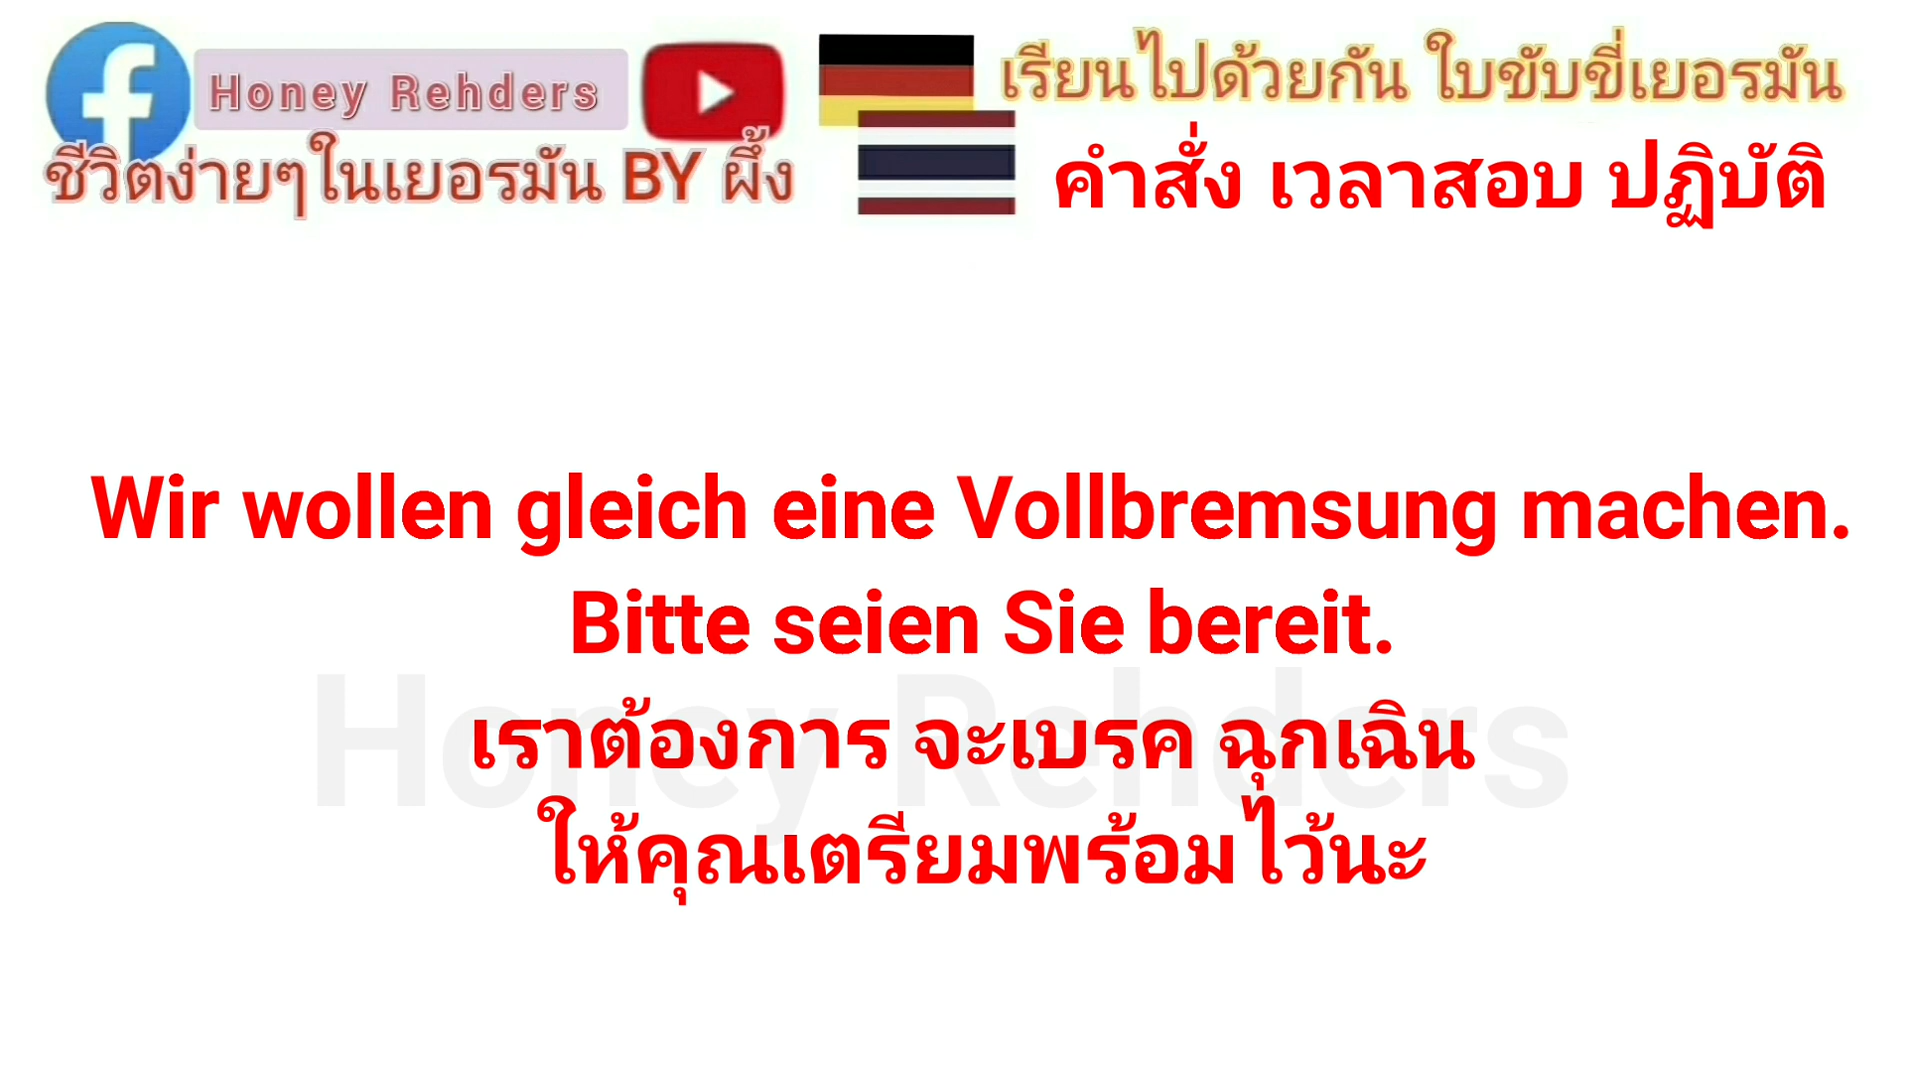 Honey Rehders
ชีวิตง่ายๆในเยอรมัน BY ผึ้ง
เรียนไปด้วยกัน ใบขับขี่เยอรมัน
คำสั่ง เวลาสอบ ปฏิบัติ
Wir wollen gleich eine Vollbremsung machen.
Bitte seien Sie bereit.
Honey Rehders
เราต้องการ จะเบรค ฉุกเฉิน
ให้คุณเตรียมพร้อมไว้นะ